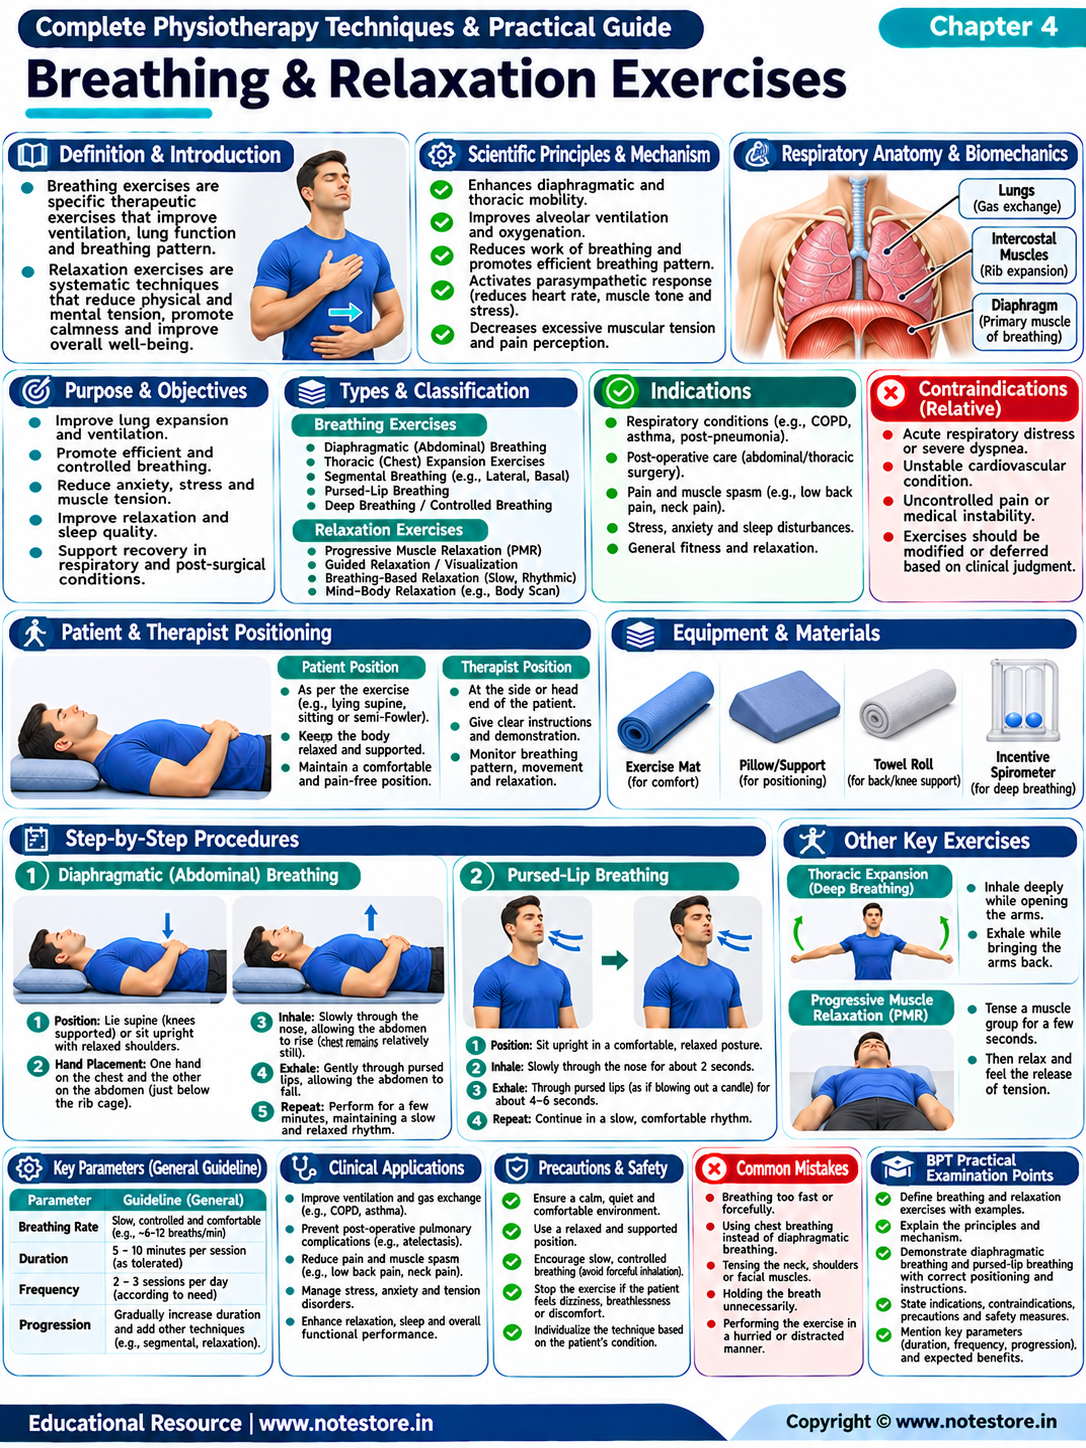 Complete Physiotherapy Techniques & Practical Guide
Chapter 4
Breathing & Relaxation Exercises
Definition & Introduction
Breathing exercises are
specific therapeutic
exercises that improve
ventilation, lung function
and breathing pattern.
Relaxation exercises are
systematic techniques
that reduce physical and
mental tension, promote
calmness and improve
overall well-being.
Scientific Principles & Mechanism
Enhances diaphragmatic and
thoracic mobility.
Improves alveolar ventilation
and oxygenation.
Reduces work of breathing and
promotes efficient breathing pattern.
Activates parasympathetic response
(reduces heart rate, muscle tone and
stress).
Decreases excessive muscular tension
and pain perception.
Respiratory Anatomy & Biomechanics
Lungs
(Gas exchange)
Intercostal
Muscles
(Rib expansion)
Diaphragm
(Primary muscle
of breathing)
Purpose & Objectives
Improve lung expansion
and ventilation.
Promote efficient and
controlled breathing.
Reduce anxiety, stress and
muscle tension.
Improve relaxation and
sleep quality.
Support recovery in
respiratory and post-surgical
conditions.
Types & Classification
Breathing Exercises
Diaphragmatic (Abdominal) Breathing
Thoracic (Chest) Expansion Exercises
Segmental Breathing (e.g., Lateral, Basal)
Pursed-Lip Breathing
Deep Breathing / Controlled Breathing
Relaxation Exercises
Progressive Muscle Relaxation (PMR)
Guided Relaxation / Visualization
Breathing-Based Relaxation (Slow, Rhythmic)
Mind-Body Relaxation (e.g., Body Scan)
Indications
Respiratory conditions (e.g., COPD,
asthma, post-pneumonia).
Post-operative care (abdominal/thoracic
surgery).
Pain and muscle spasm (e.g., low back
pain, neck pain).
Stress, anxiety and sleep disturbances.
General fitness and relaxation.
Contraindications
(Relative)
Acute respiratory distress
or severe dyspnea.
Unstable cardiovascular
condition.
Uncontrolled pain or
medical instability.
Exercises should be
modified or deferred
based on clinical judgment.
Patient & Therapist Positioning
Patient Position
As per the exercise
(e.g., lying supine,
sitting or semi-Fowler).
Keep the body
relaxed and supported.
Maintain a comfortable
and pain-free position.
Therapist Position
At the side or head
end of the patient.
Give clear instructions
and demonstration.
Monitor breathing
pattern, movement
and relaxation.
Equipment & Materials
Exercise Mat
(for comfort)
Pillow/Support
(for positioning)
Towel Roll
(for back/knee support)
Incentive
Spirometer
(for deep breathing)
Step-by-Step Procedures
1 Diaphragmatic (Abdominal) Breathing
1 Position: Lie supine (knees
supported) or sit upright
with relaxed shoulders.
2 Hand Placement: One hand
on the chest and the other
on the abdomen (just below
the rib cage).
3 Inhale: Slowly through the
nose, allowing the abdomen
to rise (chest remains relatively
still).
4 Exhale: Gently through pursed
lips, allowing the abdomen to
fall.
5 Repeat: Perform for a few
minutes, maintaining a slow
and relaxed rhythm.
2 Pursed-Lip Breathing
1 Position: Sit upright in a comfortable, relaxed posture.
2 Inhale: Slowly through the nose for about 2 seconds.
3 Exhale: Through pursed lips (as if blowing out a candle) for
about 4-6 seconds.
4 Repeat: Continue in a slow, comfortable rhythm.
Other Key Exercises
Thoracic Expansion
(Deep Breathing)
Inhale deeply
while opening
the arms.
Exhale while
bringing the
arms back.
Progressive Muscle
Relaxation (PMR)
Tense a muscle
group for a few
seconds.
Then relax and
feel the release
of tension.
Key Parameters (General Guideline)
Parameter Guideline (General)
Breathing Rate Slow, controlled and comfortable
(e.g., ~6-12 breaths/min)
Duration 5 - 10 minutes per session
(as tolerated)
Frequency 2 - 3 sessions per day
(according to need)
Progression Gradually increase duration
and add other techniques
(e.g., segmental, relaxation).
Clinical Applications
Improve ventilation and gas exchange
(e.g., COPD, asthma).
Prevent post-operative pulmonary
complications (e.g., atelectasis).
Reduce pain and muscle spasm
(e.g., low back pain, neck pain).
Manage stress, anxiety and tension
disorders.
Enhance relaxation, sleep and overall
functional performance.
Precautions & Safety
Ensure a calm, quiet and
comfortable environment.
Use a relaxed and supported
position.
Encourage slow, controlled
breathing (avoid forceful inhalation).
Stop the exercise if the patient
feels dizziness, breathlessness
or discomfort.
Individualize the technique based
on the patient's condition.
Common Mistakes
Breathing too fast or
forcefully.
Using chest breathing
instead of diaphragmatic
breathing.
Tensing the neck, shoulders
or facial muscles.
Holding the breath
unnecessarily.
Performing the exercise in
a hurried or distracted
manner.
BPT Practical
Examination Points
Define breathing and relaxation
exercises with examples.
Explain the principles and
mechanism.
Demonstrate diaphragmatic
breathing and pursed-lip breathing
with correct positioning and
instructions.
State indications, contraindications,
precautions and safety measures.
Mention key parameters
(duration, frequency, progression)
and expected benefits.
Educational Resource | www.notestore.in
Copyright © www.notestore.in